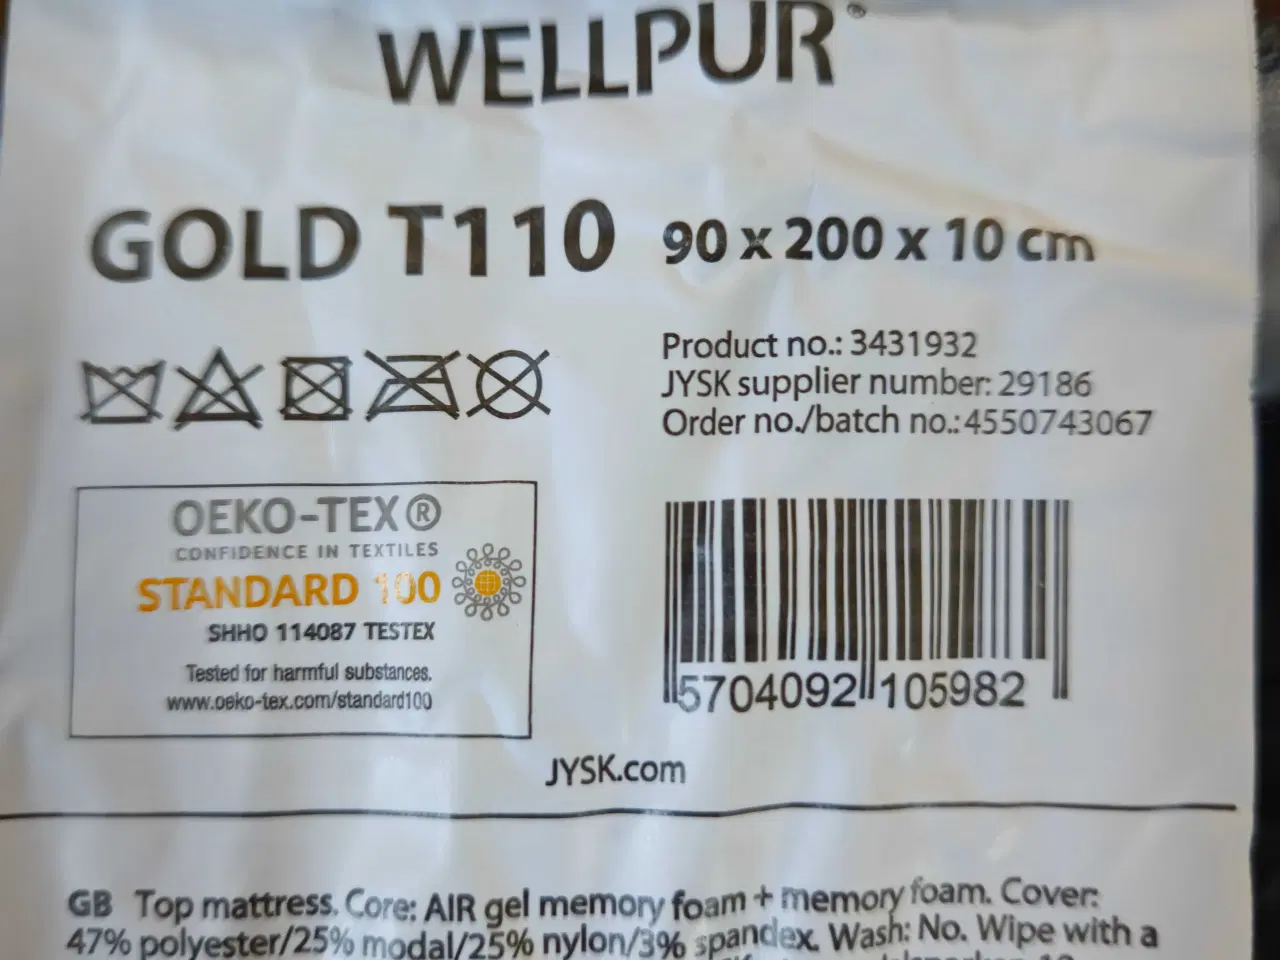 WELLPUR®
GOLD T110 90 x 200 x 10 cm
Product no.: 3431932
JYSK supplier number: 29186
Order no./batch no.:4550743067
OEKO-TEX®
CONFIDENCE IN TEXTILES
STANDARD 100
SHHO 114087 TESTEX
Tested for harmful substances.
www.oeko-tex.com/standard100
5704092 105982
JYSK.com
GB Top mattress. Core: AIR gel memory foam + memory foam. Cover:
47% polyester/25% modal/25% nylon/3% spandex. Wash: No. Wipe with a